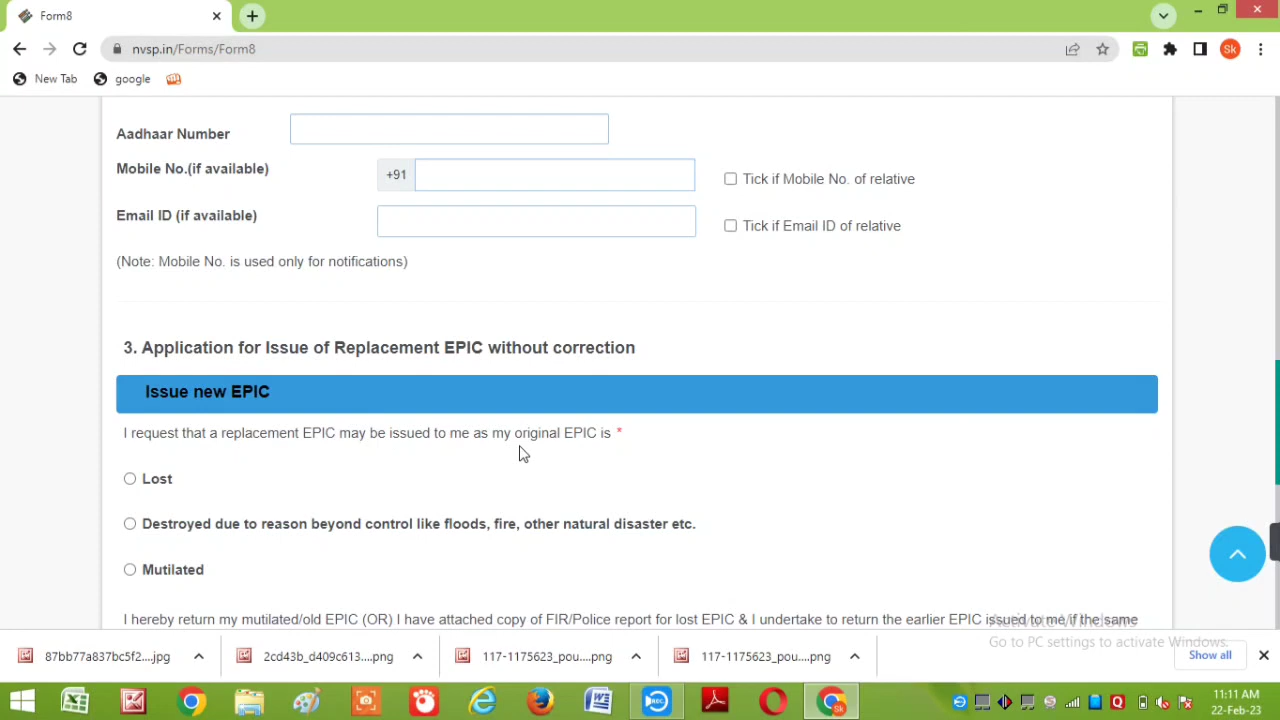 Form8
nvsp.in/Forms/Form8
Sk
New Tab
google
Aadhaar Number
Mobile No.(if available)
+91
Tick if Mobile No. of relative
Email ID (if available)
Tick if Email ID of relative
(Note: Mobile No. is used only for notifications)
3. Application for Issue of Replacement EPIC without correction
Issue new EPIC
I request that a replacement EPIC may be issued to me as my original EPIC is *
Lost
Destroyed due to reason beyond control like floods, fire, other natural disaster etc.
Mutilated
I hereby return my mutilated/old EPIC (OR) I have attached copy of FIR/Police report for lost EPIC & I undertake to return the earlier EPIC issued to me if the same
Activate Windows
Go to PC settings to activate Windows.
87bb77a837bc5f2....jpg
2cd43b_d409c613....png
117-1175623_pou....png
117-1175623_pou....png
Show all
REC
Sk
11:11 AM
22-Feb-23